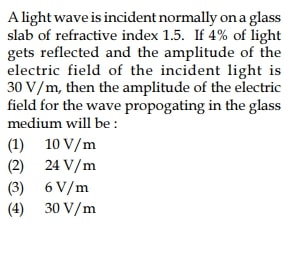 A light wave is incident normally on a glass
slab of refractive index 1.5. If 4% of light
gets reflected and the amplitude of the
electric field of the incident light is
30 V/m, then the amplitude of the electric
field for the wave propogating in the glass
medium will be :
(1) 10 V/m
(2) 24 V/m
(3) 6 V/m
(4) 30 V/m